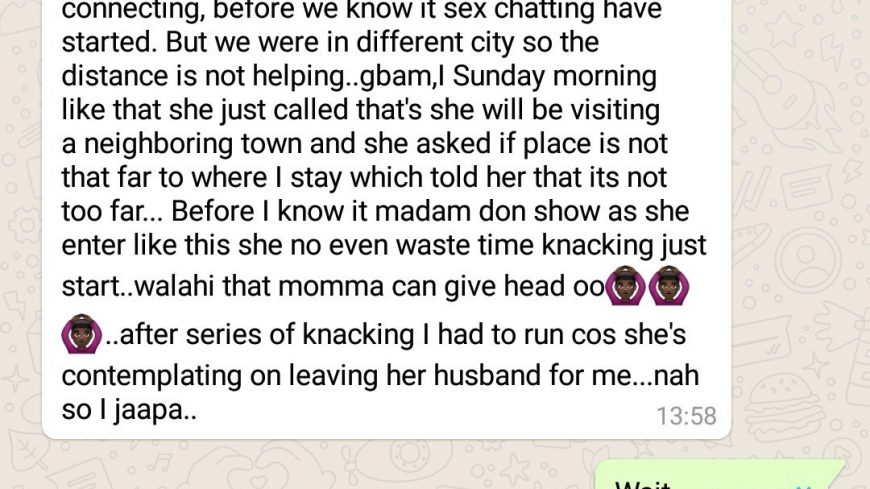 connecting, before we know it sex chatting have
started. But we were in different city so the
distance is not helping..gbam,I Sunday morning
like that she just called that's she will be visiting
a neighboring town and she asked if place is not
that far to where I stay which told her that its not
too far... Before I know it madam don show as she
enter like this she no even waste time knacking just
start..walahi that momma can give head oo🙆🏿‍♀️🙆🏿‍♀️
🙆🏿‍♀️..after series of knacking I had to run cos she's
contemplating on leaving her husband for me...nah
so I jaapa..
13:58
Wait